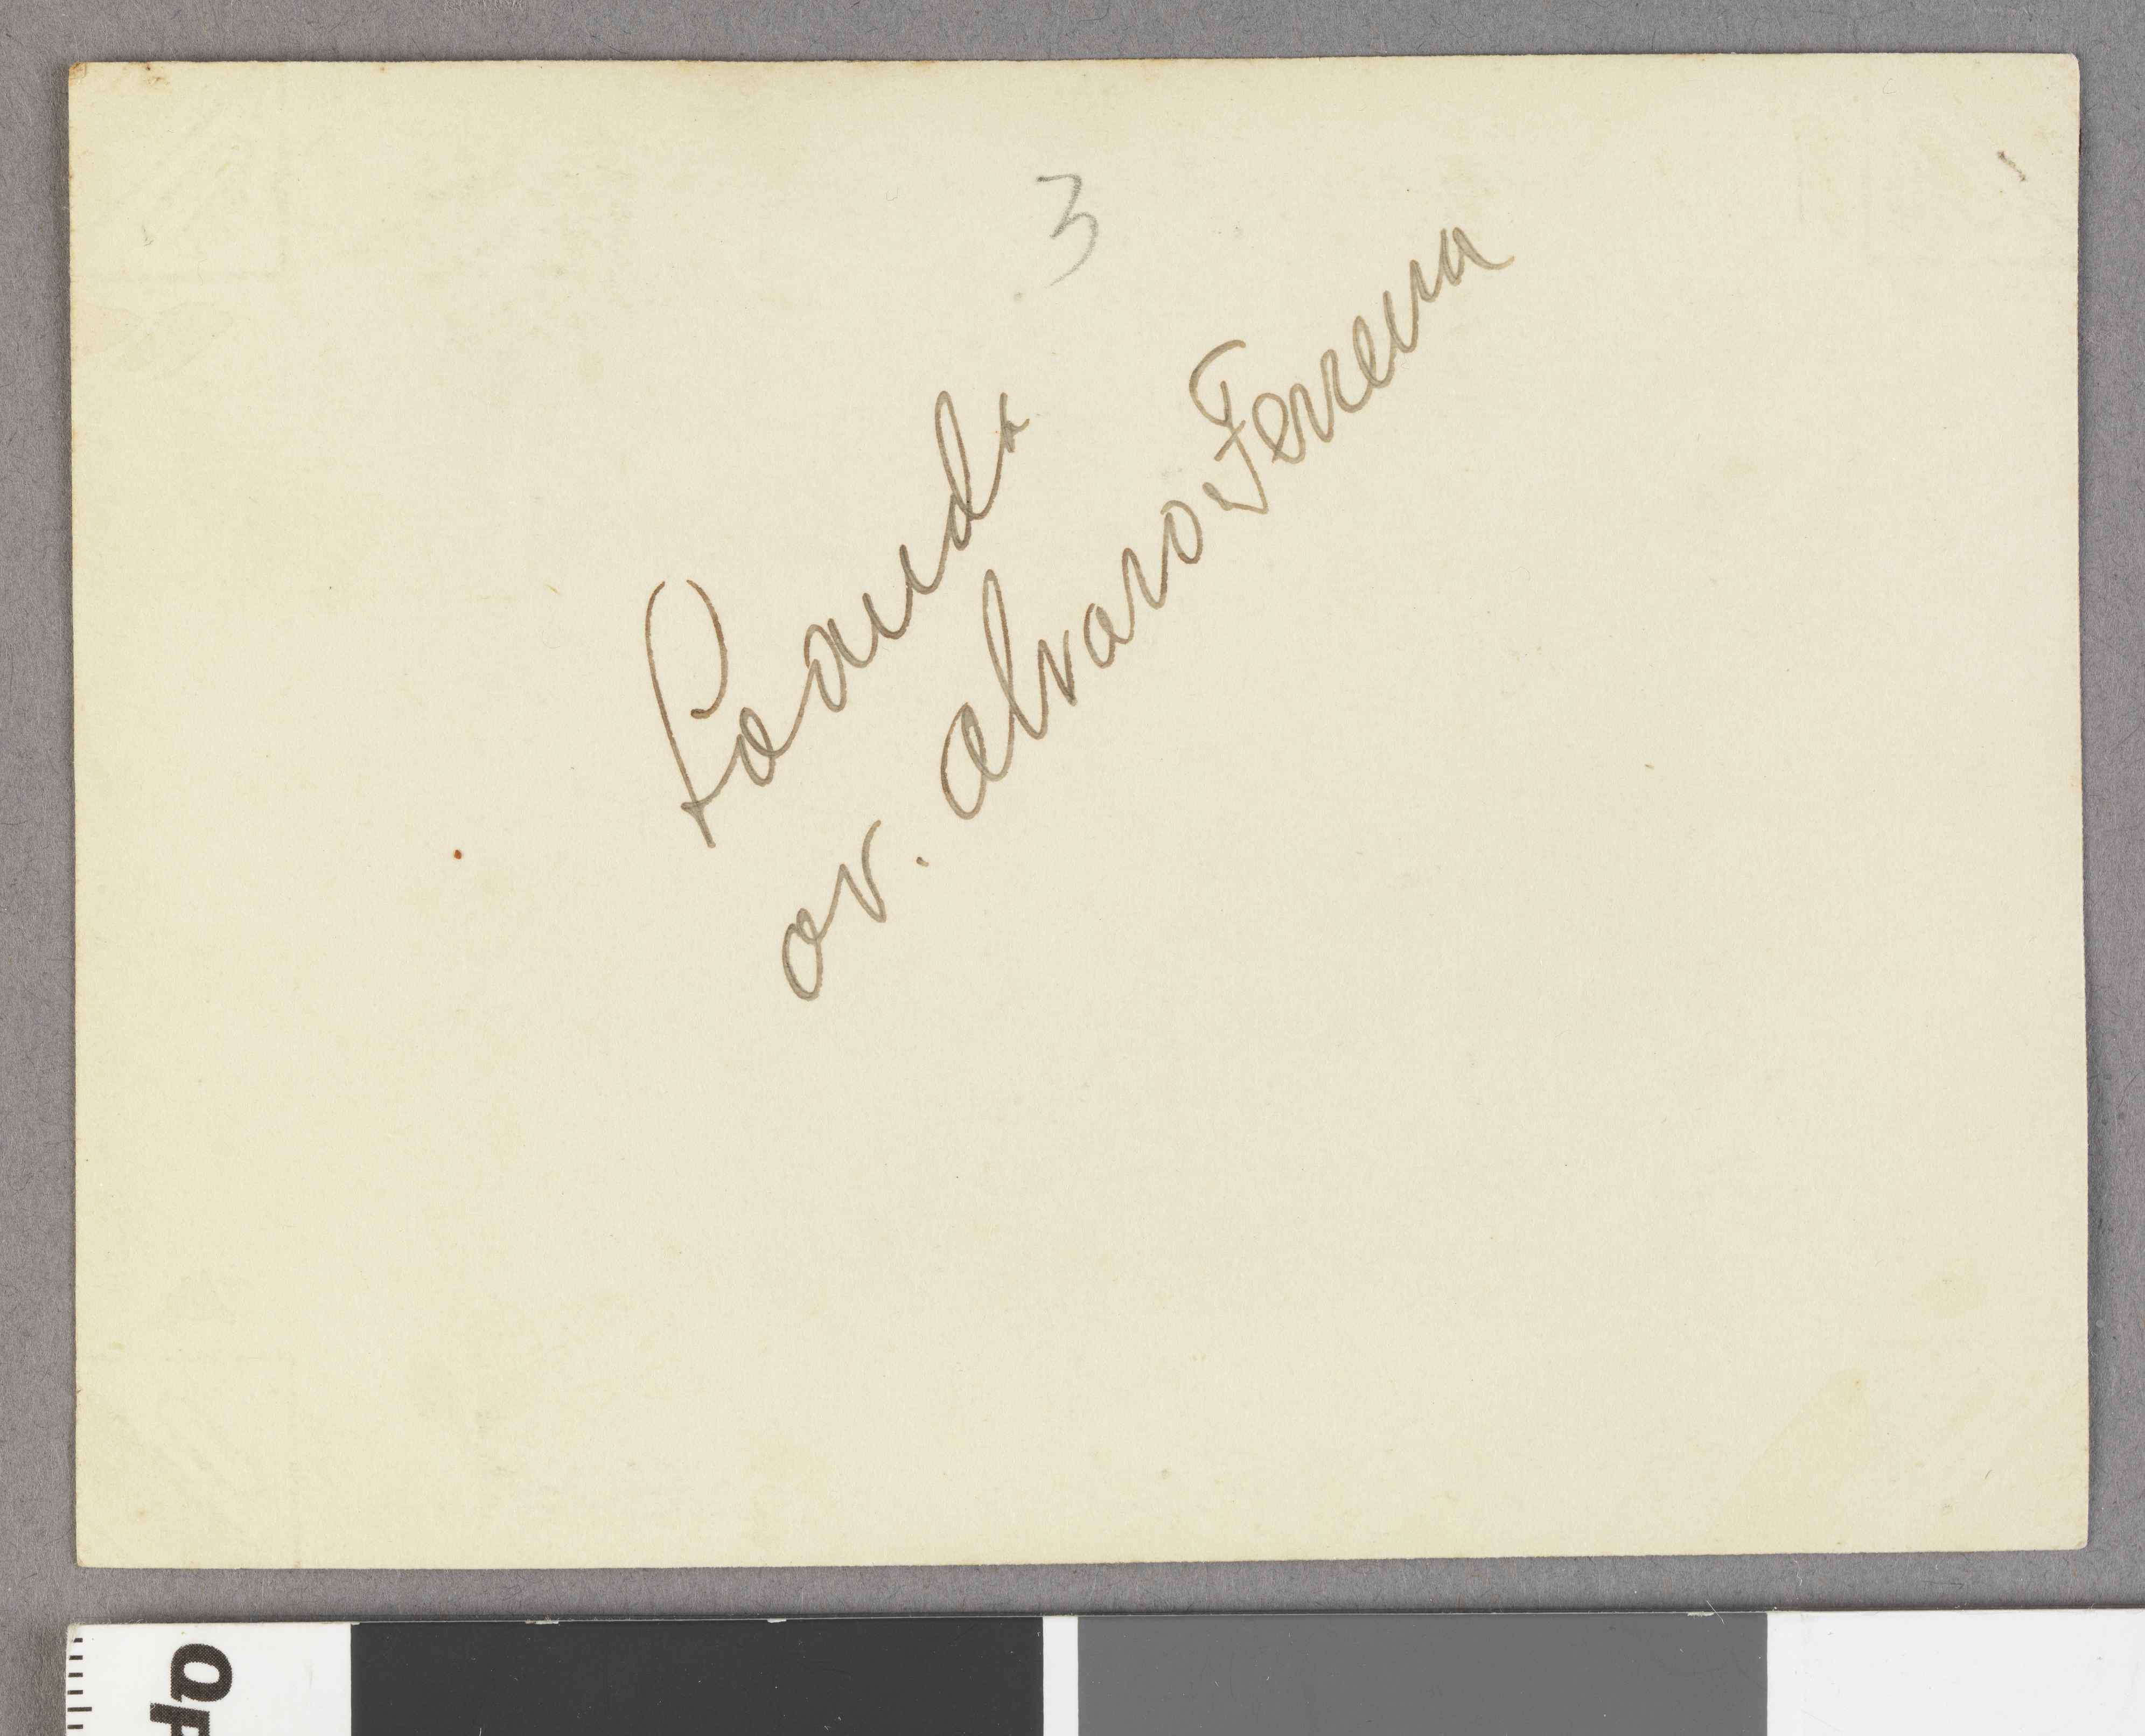 3
Loanda
av. Alvaro Ferreira